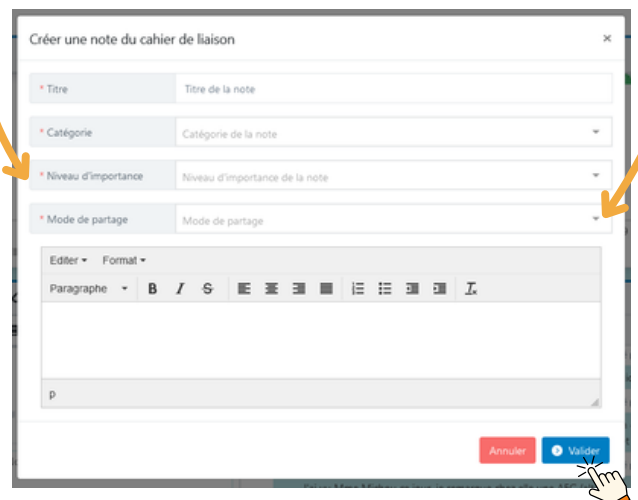 Créer une note du cahier de liaison ×
* Titre Titre de la note
* Catégorie Catégorie de la note
* Niveau d'importance Niveau d'importance de la note
* Mode de partage Mode de partage
Editer Format
Paragraphe B I S
p
Annuler Valider